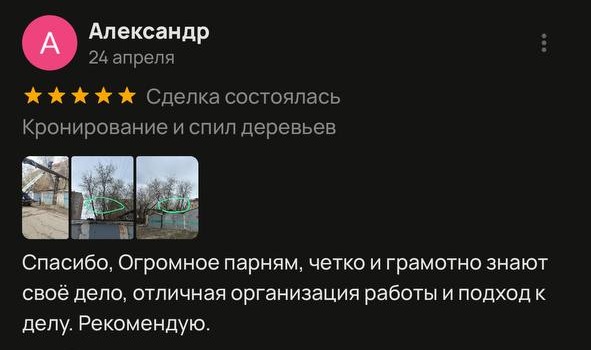 А
Александр
24 апреля
Сделка состоялась
Кронирование и спил деревьев
Спасибо, Огромное парням, четко и грамотно знают
своё дело, отличная организация работы и подход к
делу. Рекомендую.